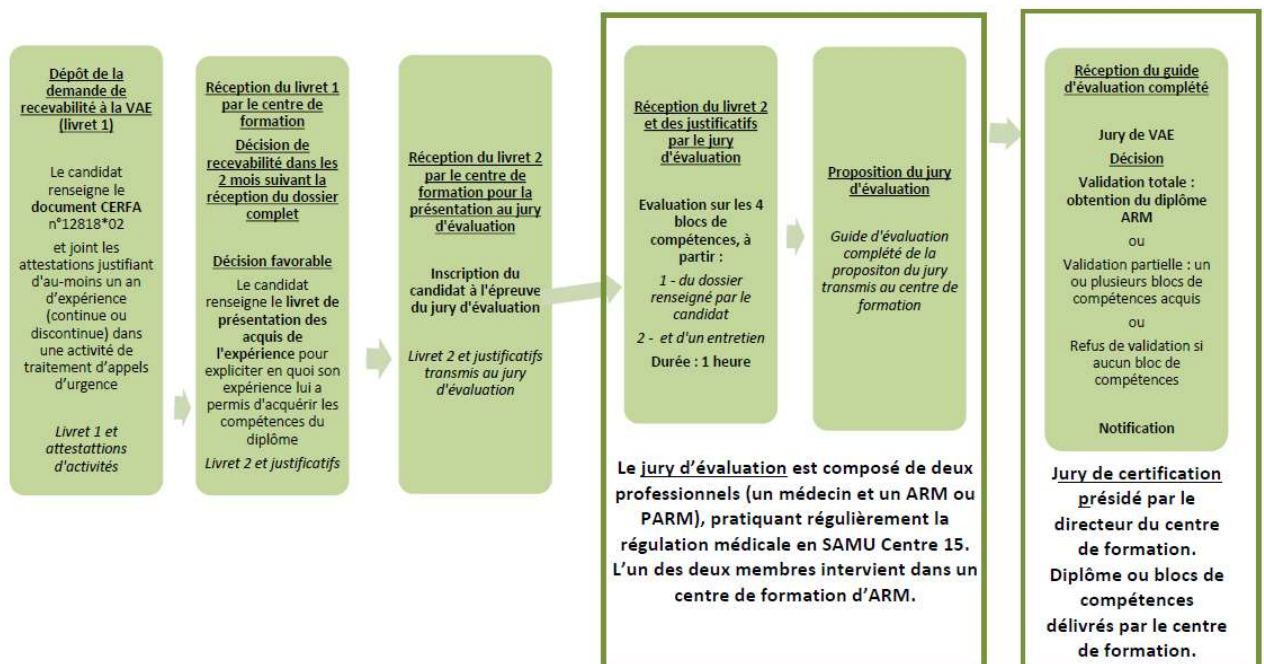 Dépôt de la
demande de
recevabilité à la VAE
(livret 1)
Le candidat
renseigne le
document CERFA
n°12818*02
et joint les
attestations justifiant
d'au-moins un an
d'expérience
(continue ou
discontinue) dans
une activité de
traitement d'appels
d'urgence
Livret 1 et
attestattions
d'activités
Réception du livret 1
par le centre de
formation
Décision de
recevabilité dans les
2 mois suivant la
réception du dossier
complet
Décision favorable
Le candidat
renseigne le livret de
présentation des
acquis de
l'expérience pour
expliciter en quoi son
expérience lui a
permis d'acquérir les
compétences du
diplôme
Livret 2 et justificatifs
Réception du livret 2
par le centre de
formation pour la
présentation au jury
d'évaluation
Inscription du
candidat à l'épreuve
du jury d'évaluation
Livret 2 et justificatifs
transmis au jury
d'évaluation
Réception du livret 2
et des justificatifs
par le jury
d'évaluation
Evaluation sur les 4
blocs de
compétences, à
partir :
1 - du dossier
renseigné par le
candidat
2 - et d'un entretien
Durée : 1 heure
Proposition du jury
d'évaluation
Guide d'évaluation
complété de la
propositon du jury
transmis au centre de
formation
Le jury d'évaluation est composé de deux
professionnels (un médecin et un ARM ou
PARM), pratiquant régulièrement la
régulation médicale en SAMU Centre 15.
L'un des deux membres intervient dans un
centre de formation d'ARM.
Réception du guide
d'évaluation complété
Jury de VAE
Décision
Validation totale :
obtention du diplôme
ARM
ou
Validation partielle : un
ou plusieurs blocs de
compétences acquis
ou
Refus de validation si
aucun bloc de
compétences
Notification
Jury de certification
présidé par le
directeur du centre
de formation.
Diplôme ou blocs de
compétences
délivrés par le centre
de formation.